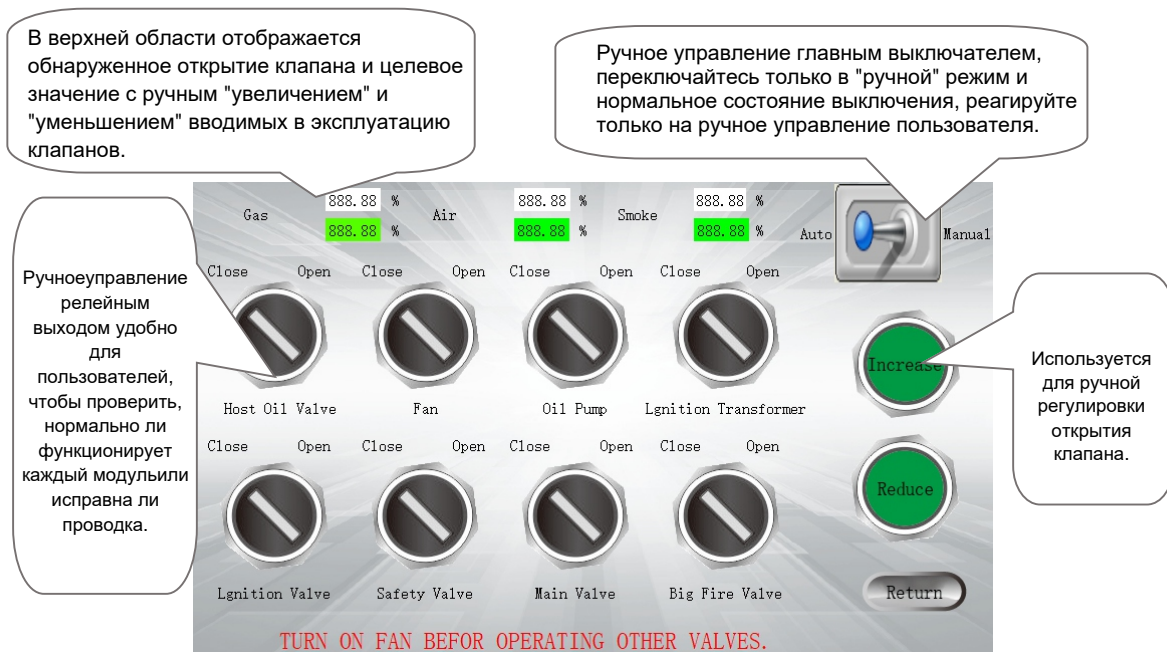 В верхней области отображается
обнаруженное открытие клапана и целевое
значение с ручным "увеличением" и
"уменьшением" вводимых в эксплуатацию
клапанов.
Ручное управление главным выключателем,
переключайтесь только в "ручной" режим и
нормальное состояние выключения, реагируйте
только на ручное управление пользователя.
Gas 888.88 % Air 888.88 % Smoke 888.88 %
888.88 % 888.88 % 888.88 %
Auto Manual
Ручноеуправление
релейным
выходом удобно
для
пользователей,
чтобы проверить,
нормально ли
функционирует
каждый модульили
исправна ли
проводка.
Close Open Close Open Close Open Close Open
Host Oil Valve Fan Oil Pump Lgnition Transformer
Increase
Используется
для ручной
регулировки
открытия
клапана.
Close Open Close Open Close Open Close Open
Reduce
Lgnition Valve Safety Valve Main Valve Big Fire Valve
Return
TURN ON FAN BEFOR OPERATING OTHER VALVES.